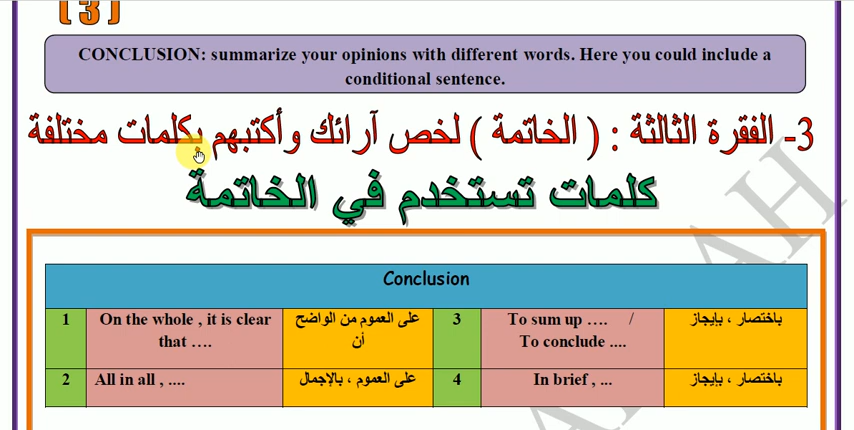 (3)
CONCLUSION: summarize your opinions with different words. Here you could include a
conditional sentence.
3- الفقرة الثالثة : ( الخاتمة ) لخص آرائك وأكتبهم بكلمات مختلفة
كلمات تستخدم في الخاتمة
Conclusion
1 On the whole , it is clear that …. على العموم من الواضح أن 3 To sum up …. / To conclude .... باختصار ، بإيجاز
2 All in all , .... على العموم ، بالإجمال 4 In brief , ... باختصار ، بإيجاز